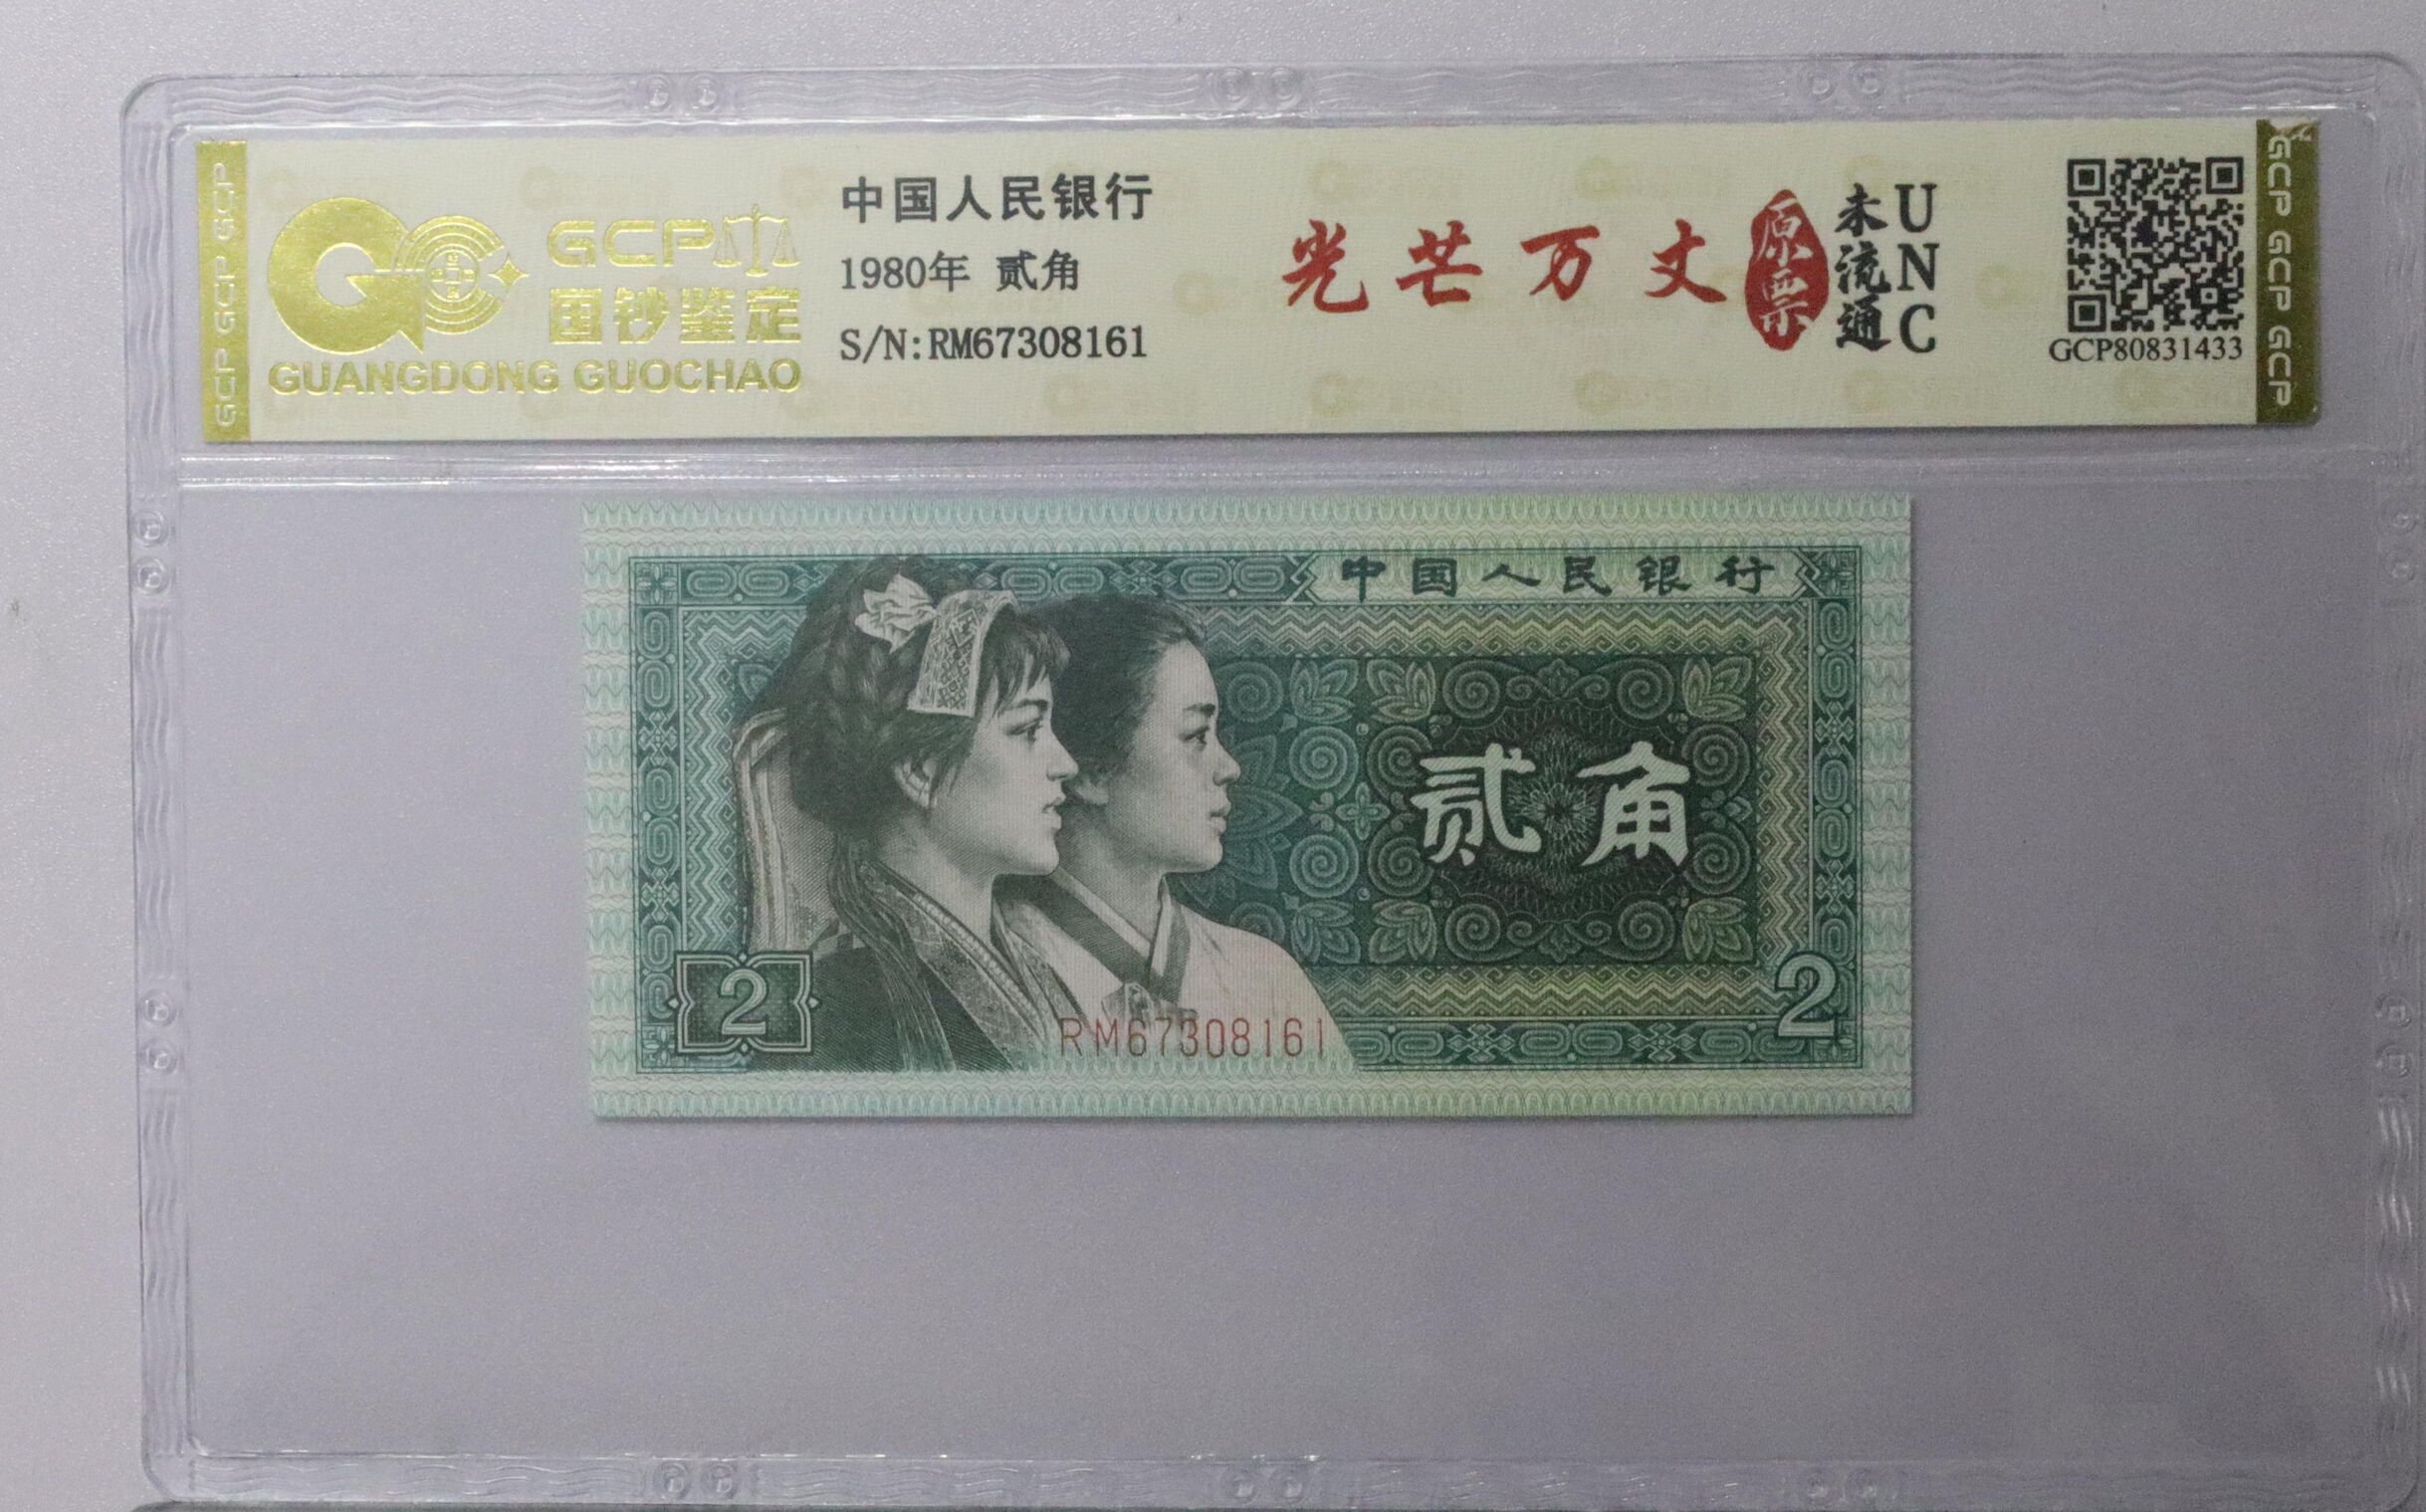 GCP GCP GCP
GCP
国钞鉴定
GUANGDONG GUOCHAO
中国人民银行
1980年 贰角
S/N:RM67308161
光芒万丈
原票
未流通
UNC
GCP80831433
GCP GCP GCP
中国人民银行
贰角
2
2
RM67308161